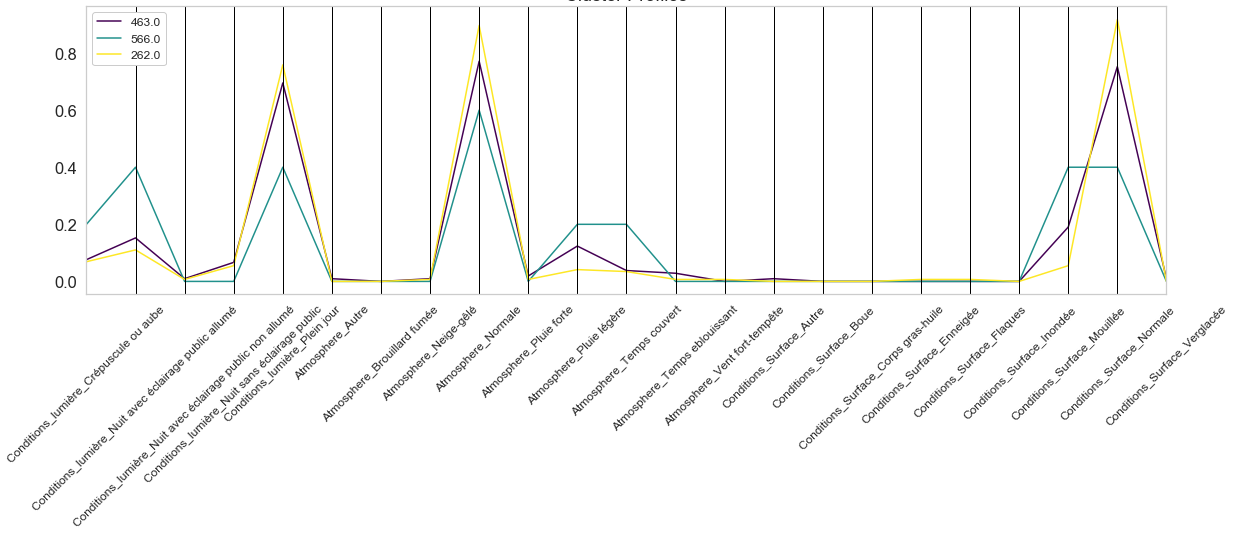 Cluster Profiles
463.0
566.0
262.0
0.8
0.6
0.4
0.2
0.0
Conditions_lumière_Crépuscule ou aube
Conditions_lumière_Nuit avec éclairage public allumé
Conditions_lumière_Nuit avec éclairage public non allumé
Conditions_lumière_Nuit sans éclairage public
Conditions_lumière_Plein jour
Atmosphere_Autre
Atmosphere_Brouillard fumée
Atmosphere_Neige-gêlé
Atmosphere_Normale
Atmosphere_Pluie forte
Atmosphere_Pluie légère
Atmosphere_Temps couvert
Atmosphere_Temps eblouissant
Atmosphere_Vent fort-tempête
Conditions_Surface_Autre
Conditions_Surface_Boue
Conditions_Surface_Corps gras-huile
Conditions_Surface_Enneigée
Conditions_Surface_Flaques
Conditions_Surface_Inondée
Conditions_Surface_Mouillée
Conditions_Surface_Normale
Conditions_Surface_Verglacée